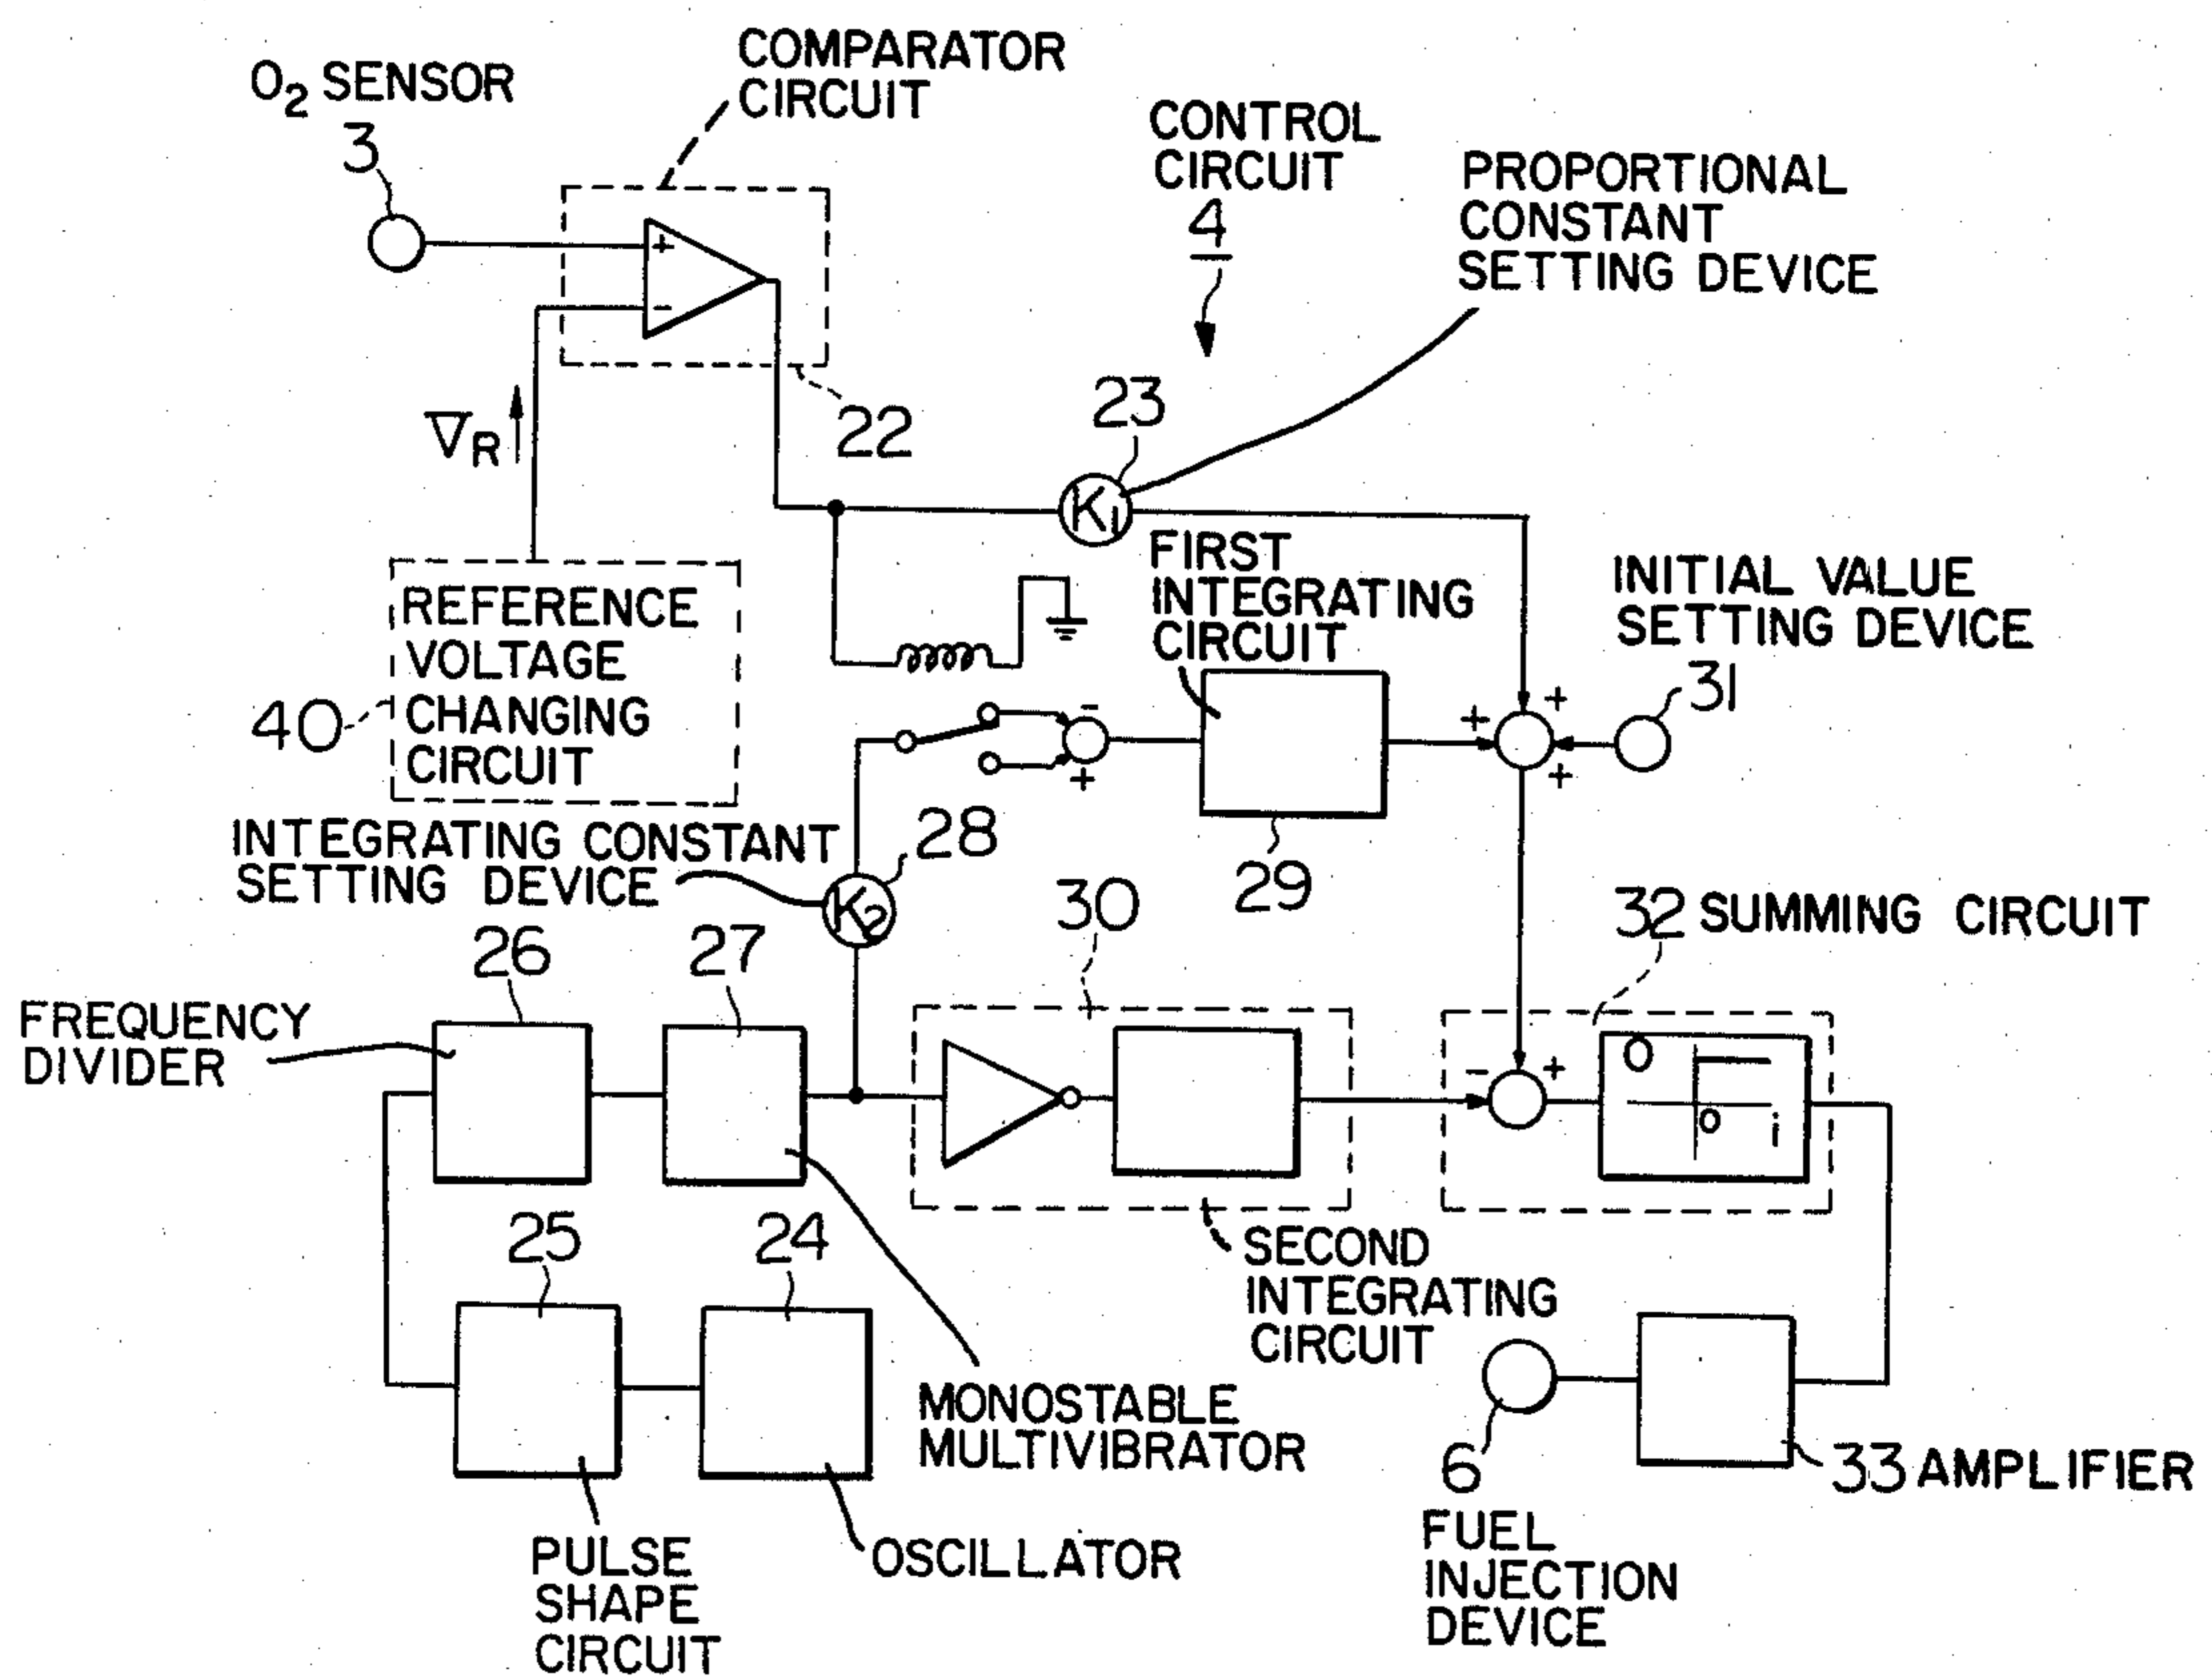 O2 SENSOR
3
COMPARATOR
CIRCUIT
CONTROL
CIRCUIT
4
PROPORTIONAL
CONSTANT
SETTING DEVICE
+
-
22
VR
23
K1
REFERENCE
VOLTAGE
CHANGING
CIRCUIT
40
FIRST
INTEGRATING
CIRCUIT
INITIAL VALUE
SETTING DEVICE
31
-
+
+
+
+
29
INTEGRATING CONSTANT
SETTING DEVICE
28
K2
30
32 SUMMING CIRCUIT
26
27
FREQUENCY
DIVIDER
-
+
O
O
i
25
24
SECOND
INTEGRATING
CIRCUIT
MONOSTABLE
MULTIVIBRATOR
6
33 AMPLIFIER
FUEL
INJECTION
DEVICE
PULSE
SHAPE
CIRCUIT
OSCILLATOR